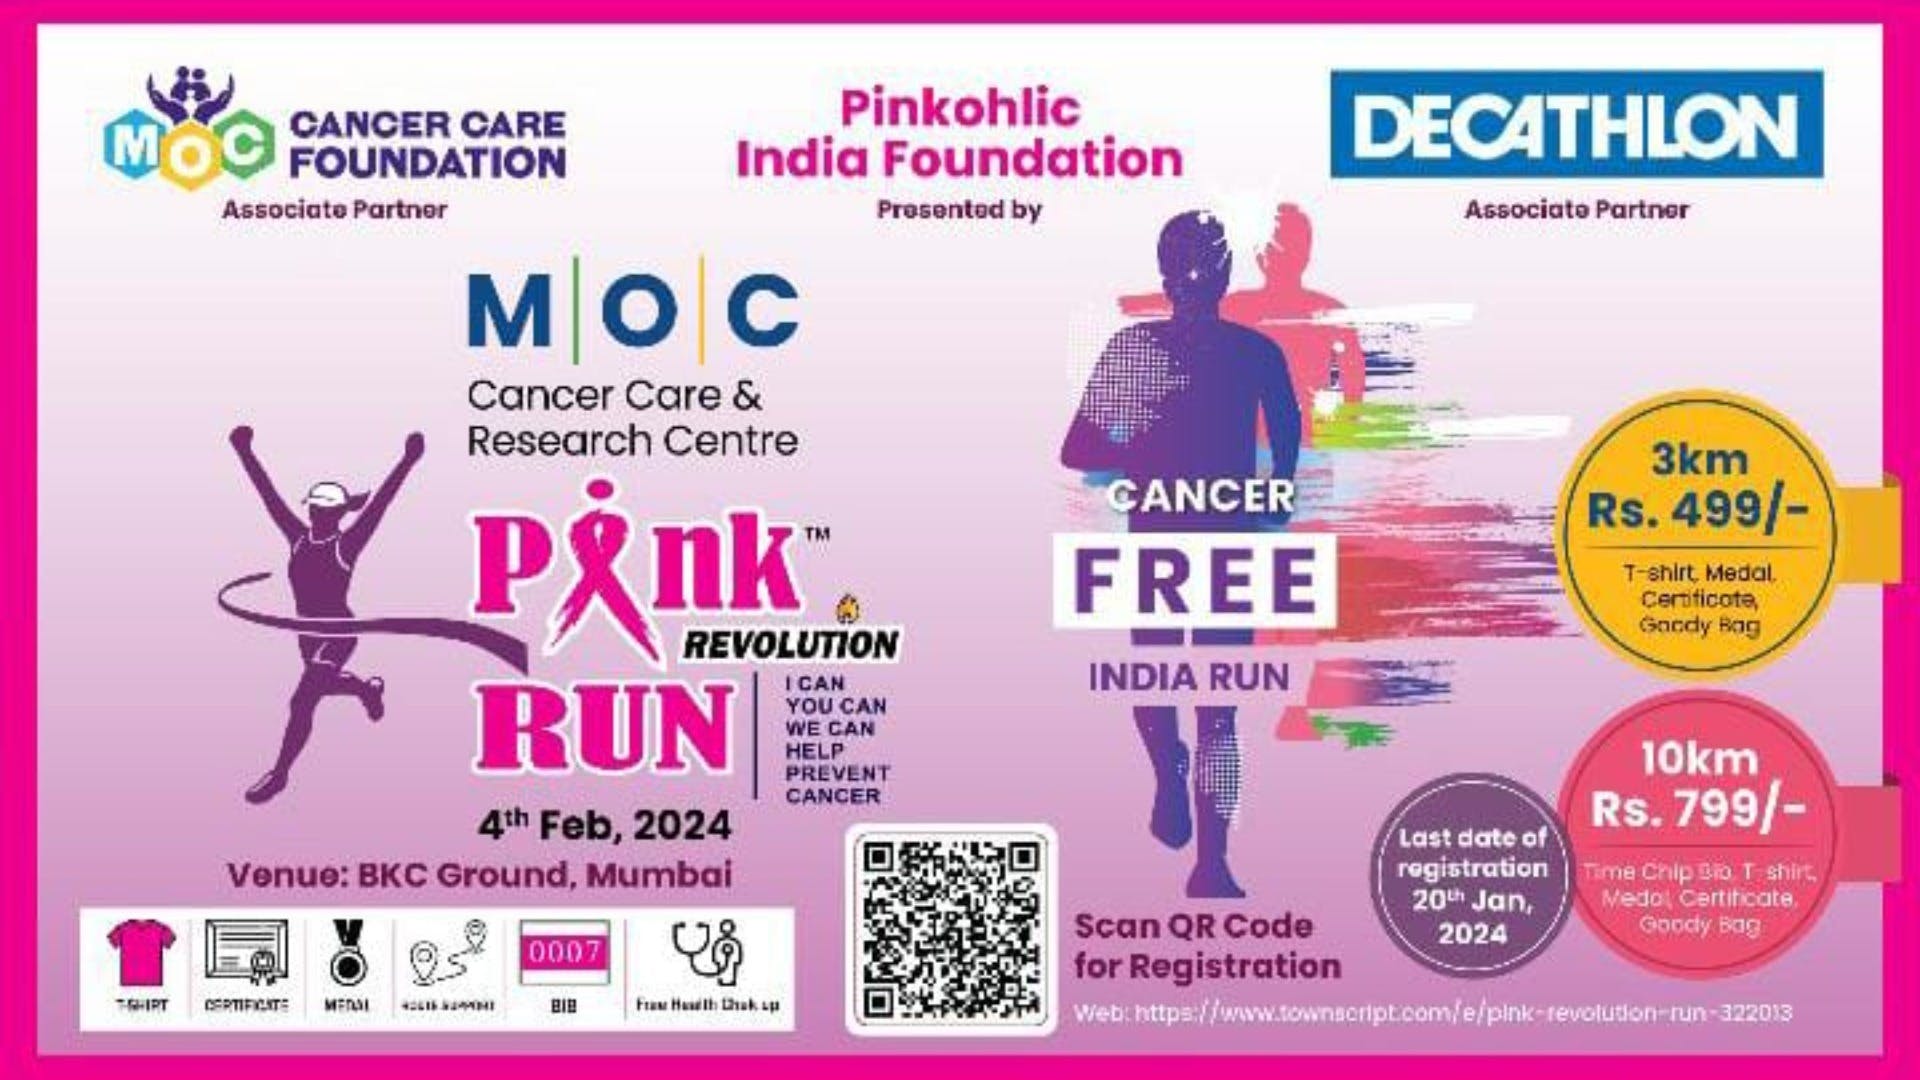 MOC CANCER CARE
FOUNDATION
Associate Partner
Pinkohlic
India Foundation
Presented by
DECATHLON
Associate Partner
M|O|C
Cancer Care &
Research Centre
Pink™
REVOLUTION
RUN
I CAN
YOU CAN
WE CAN
HELP
PREVENT
CANCER
4th Feb, 2024
Venue: BKC Ground, Mumbai
T-SHIRT
CERTIFICATE
MEDAL
ROUTE SUPPORT
0007
BIB
Free Health Chek up
CANCER
FREE
INDIA RUN
Scan QR Code
for Registration
Web: https://www.townscript.com/e/pink-revolution-run-322013
3km
Rs. 499/-
T-shirt, Medal,
Certificate,
Goody Bag
10km
Rs. 799/-
Time Chip Bib, T-shirt,
Medal, Certificate,
Goody Bag
Last date of
registration
20th Jan,
2024